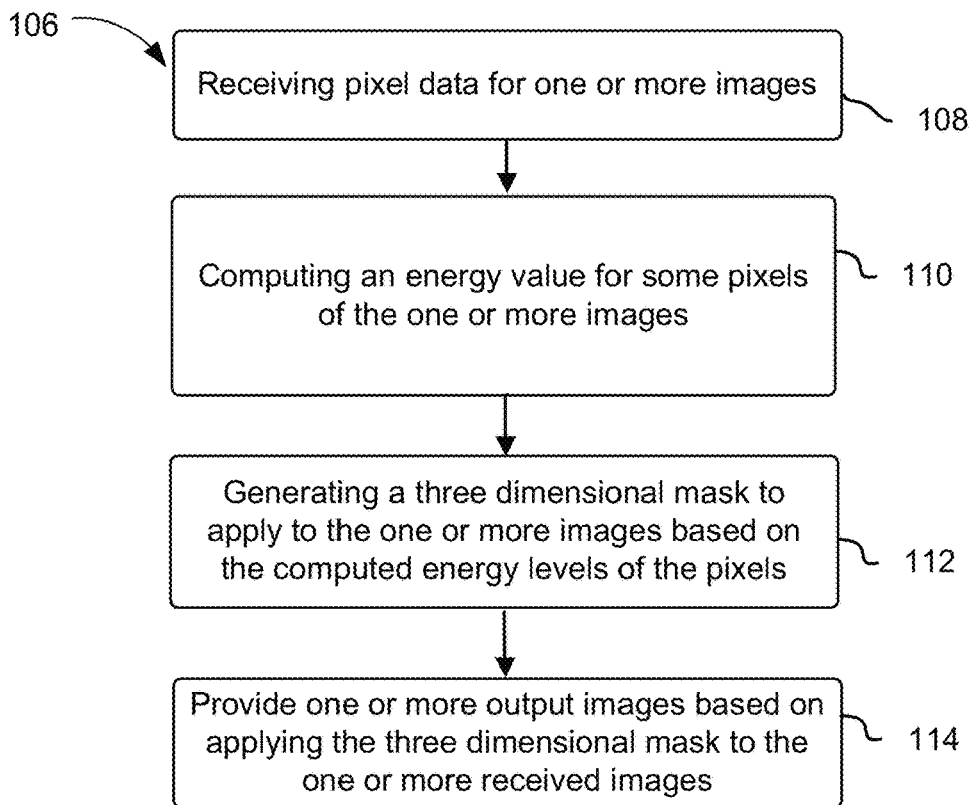 106
Receiving pixel data for one or more images
108
Computing an energy value for some pixels
of the one or more images
110
Generating a three dimensional mask to
apply to the one or more images based on
the computed energy levels of the pixels
112
Provide one or more output images based on
applying the three dimensional mask to the
one or more received images
114